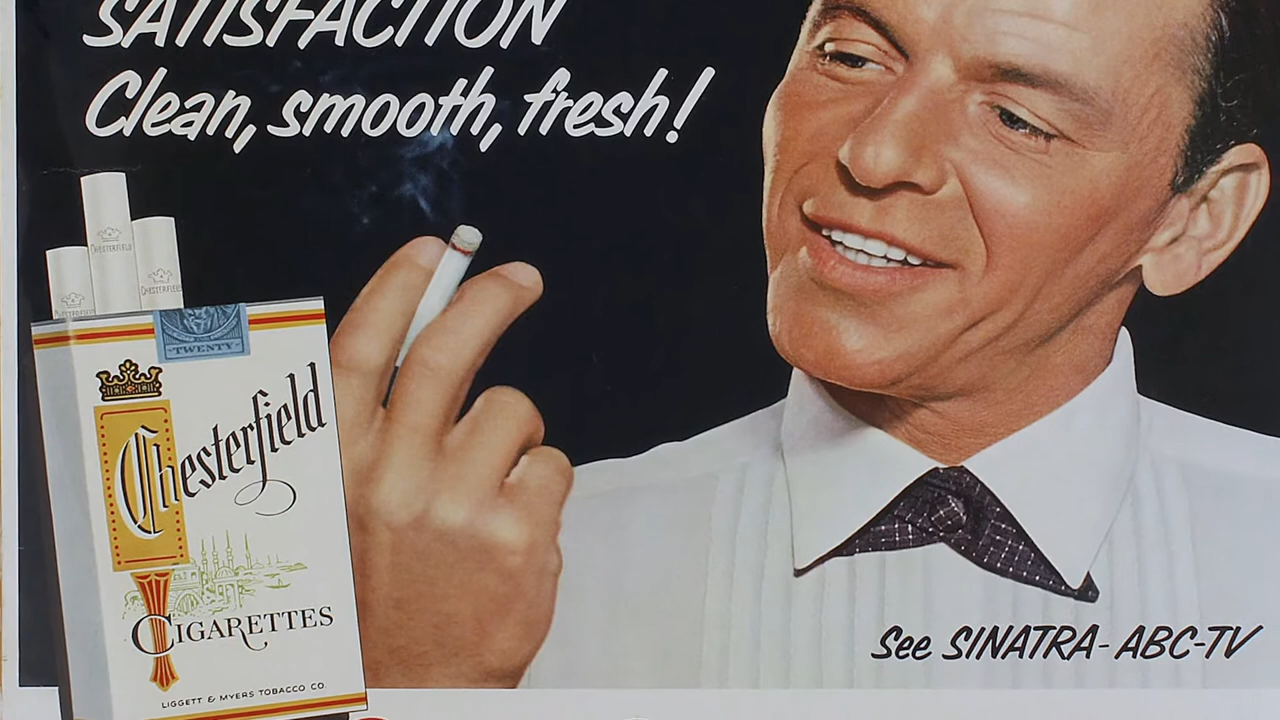 SATISFACTION
Clean, smooth, fresh!
CHESTERFIELD
CHESTERFIELD
CHESTERFIELD
TWENTY
Chesterfield
CIGARETTES
LIGGETT & MYERS TOBACCO CO.
See SINATRA - ABC-TV